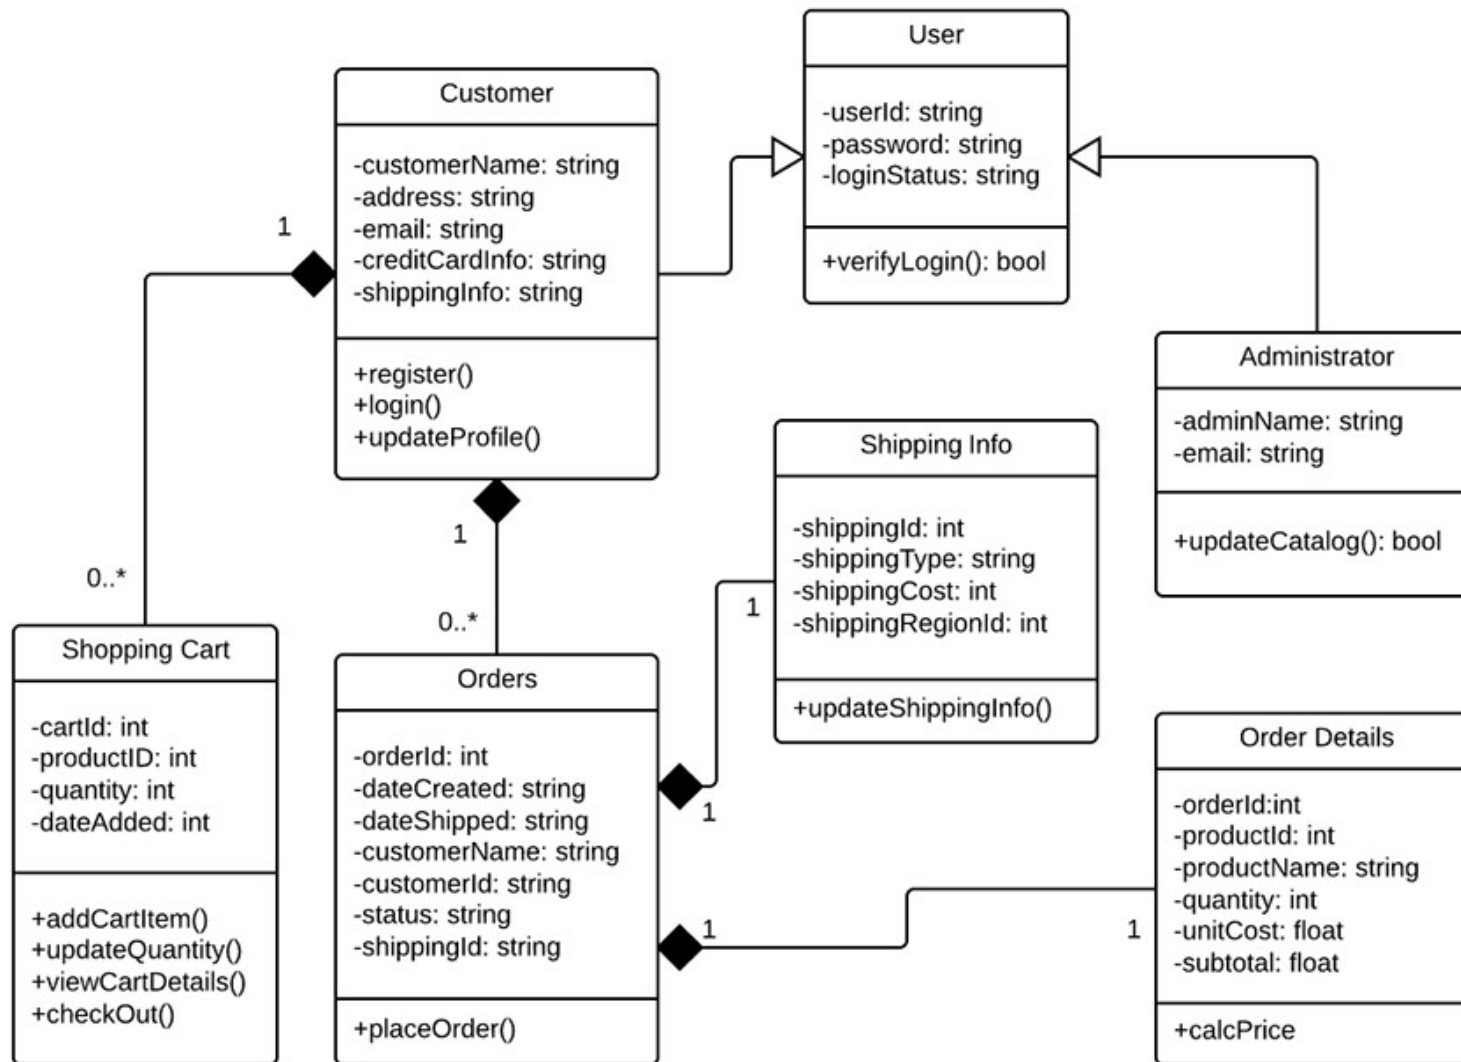 User
-userId: string
-password: string
-loginStatus: string
+verifyLogin(): bool
Customer
-customerName: string
-address: string
-email: string
-creditCardInfo: string
-shippingInfo: string
+register()
+login()
+updateProfile()
1
0..*
1
0..*
Administrator
-adminName: string
-email: string
+updateCatalog(): bool
Shipping Info
-shippingId: int
-shippingType: string
-shippingCost: int
-shippingRegionId: int
+updateShippingInfo()
1
1
Shopping Cart
-cartId: int
-productID: int
-quantity: int
-dateAdded: int
+addCartItem()
+updateQuantity()
+viewCartDetails()
+checkOut()
Orders
-orderId: int
-dateCreated: string
-dateShipped: string
-customerName: string
-customerId: string
-status: string
-shippingId: string
+placeOrder()
1
1
Order Details
-orderId:int
-productId: int
-productName: string
-quantity: int
-unitCost: float
-subtotal: float
+calcPrice